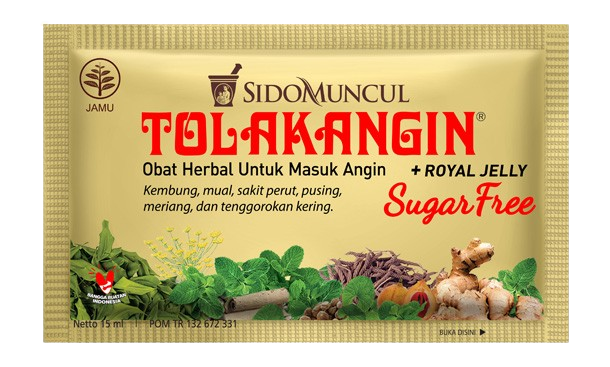 JAMU
SIDOMUNCUL
TOLAKANGIN®
Obat Herbal Untuk Masuk Angin
+ ROYAL JELLY
Kembung, mual, sakit perut, pusing,
meriang, dan tenggorokan kering.
Sugar Free
BANGGA BUATAN
INDONESIA
Netto 15 ml
POM TR 132 672 331
BUKA DISINI